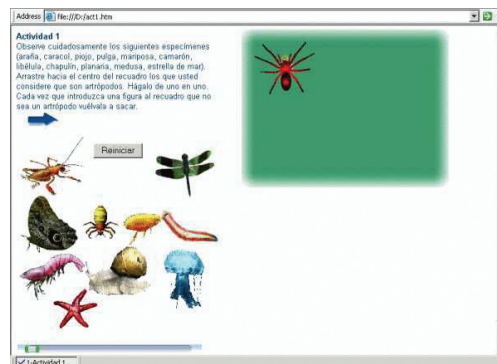 Address file:///D:/act1.htm
Actividad 1
Observe cuidadosamente los siguientes especímenes
(araña, caracol, piojo, pulga, mariposa, camarón,
libélula, chapulín, planaria, medusa, estrella de mar).
Arrastre hacia el centro del recuadro los que usted
considere que son artrópodos. Hágalo de uno en uno.
Cada vez que introduzca una figura al recuadro que no
sea un artrópodo vuélvala a sacar.
Reiniciar
1-Actividad 1